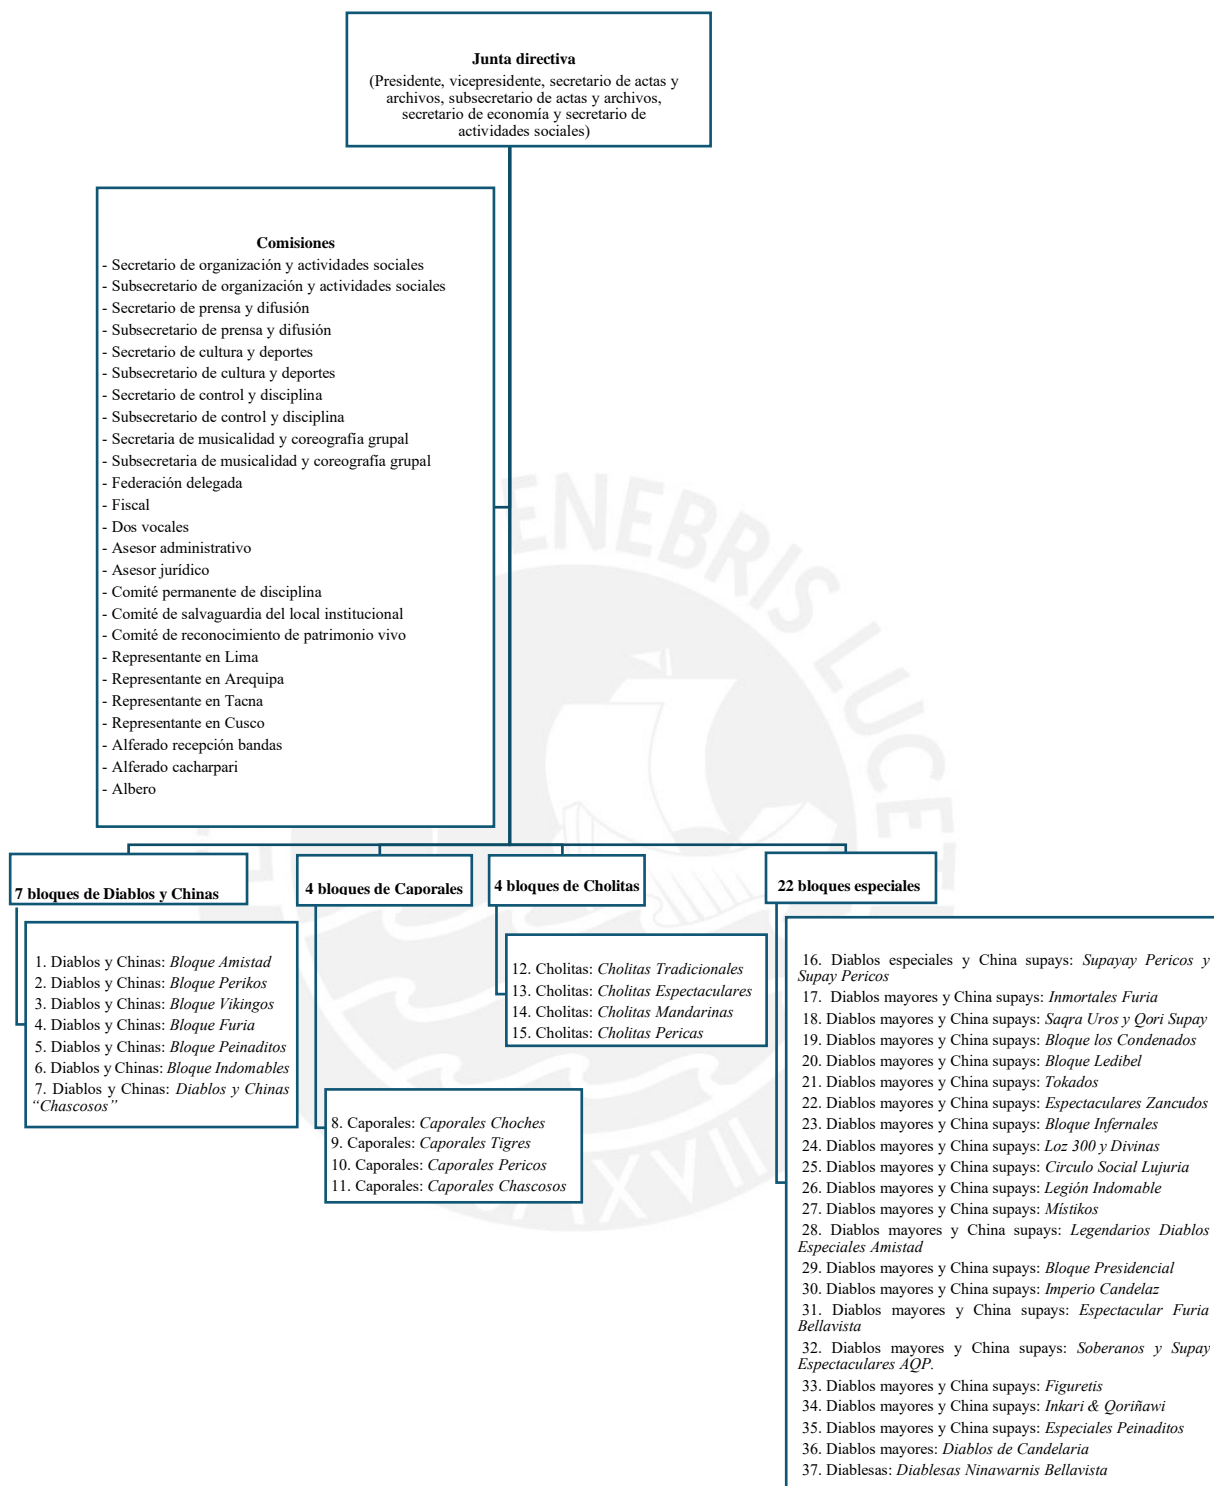 Junta directiva
(Presidente, vicepresidente, secretario de actas y
archivos, subsecretario de actas y archivos,
secretario de economía y secretario de
actividades sociales)
Comisiones
- Secretario de organización y actividades sociales
- Subsecretario de organización y actividades sociales
- Secretario de prensa y difusión
- Subsecretario de prensa y difusión
- Secretario de cultura y deportes
- Subsecretario de cultura y deportes
- Secretario de control y disciplina
- Subsecretario de control y disciplina
- Secretaria de musicalidad y coreografía grupal
- Subsecretaria de musicalidad y coreografía grupal
- Federación delegada
- Fiscal
- Dos vocales
- Asesor administrativo
- Asesor jurídico
- Comité permanente de disciplina
- Comité de salvaguardia del local institucional
- Comité de reconocimiento de patrimonio vivo
- Representante en Lima
- Representante en Arequipa
- Representante en Tacna
- Representante en Cusco
- Alferado recepción bandas
- Alferado cacharpari
- Albero
7 bloques de Diablos y Chinas
1. Diablos y Chinas: Bloque Amistad
2. Diablos y Chinas: Bloque Perikos
3. Diablos y Chinas: Bloque Vikingos
4. Diablos y Chinas: Bloque Furia
5. Diablos y Chinas: Bloque Peinaditos
6. Diablos y Chinas: Bloque Indomables
7. Diablos y Chinas: Diablos y Chinas
“Chascosos”
4 bloques de Caporales
8. Caporales: Caporales Choches
9. Caporales: Caporales Tigres
10. Caporales: Caporales Pericos
11. Caporales: Caporales Chascosos
4 bloques de Cholitas
12. Cholitas: Cholitas Tradicionales
13. Cholitas: Cholitas Espectaculares
14. Cholitas: Cholitas Mandarinas
15. Cholitas: Cholitas Pericas
22 bloques especiales
16. Diablos especiales y China supays: Supayay Pericos y
Supay Pericos
17. Diablos mayores y China supays: Inmortales Furia
18. Diablos mayores y China supays: Saqra Uros y Qori Supay
19. Diablos mayores y China supays: Bloque los Condenados
20. Diablos mayores y China supays: Bloque Ledibel
21. Diablos mayores y China supays: Tokados
22. Diablos mayores y China supays: Espectaculares Zancudos
23. Diablos mayores y China supays: Bloque Infernales
24. Diablos mayores y China supays: Loz 300 y Divinas
25. Diablos mayores y China supays: Circulo Social Lujuria
26. Diablos mayores y China supays: Legión Indomable
27. Diablos mayores y China supays: Místikos
28. Diablos mayores y China supays: Legendarios Diablos
Especiales Amistad
29. Diablos mayores y China supays: Bloque Presidencial
30. Diablos mayores y China supays: Imperio Candelaz
31. Diablos mayores y China supays: Espectacular Furia
Bellavista
32. Diablos mayores y China supays: Soberanos y Supay
Espectaculares AQP.
33. Diablos mayores y China supays: Figuretis
34. Diablos mayores y China supays: Inkari & Qoriñawi
35. Diablos mayores y China supays: Especiales Peinaditos
36. Diablos mayores: Diablos de Candelaria
37. Diablesas: Diablesas Ninawarnis Bellavista
ENEBRIS LUCET
MCMXVII